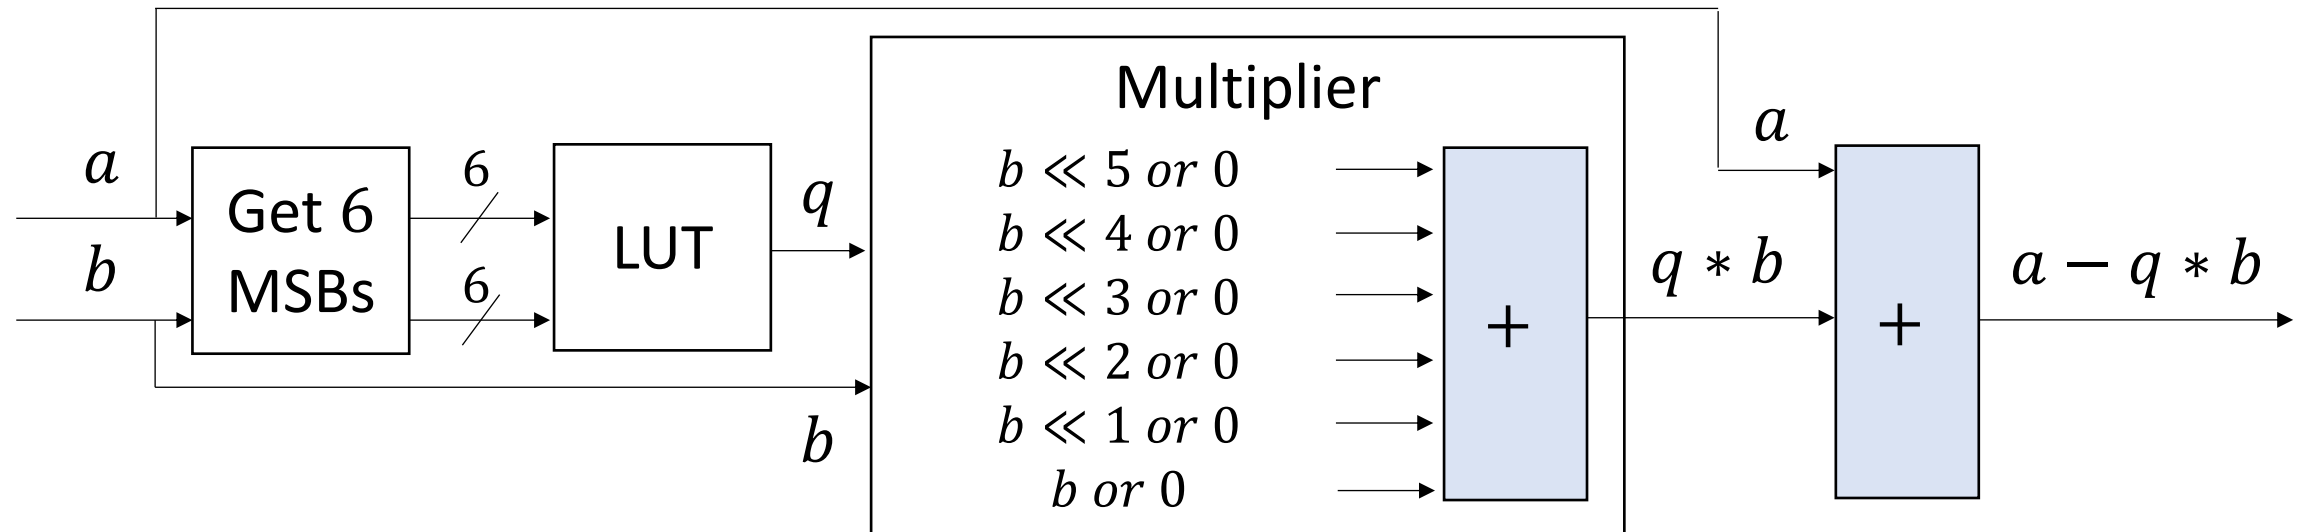 Multiplier
a
b
Get 6
MSBs
6
6
LUT
q
b
b ≪ 5 or 0
b ≪ 4 or 0
b ≪ 3 or 0
b ≪ 2 or 0
b ≪ 1 or 0
b or 0
+
q ∗ b
a
+
a − q ∗ b